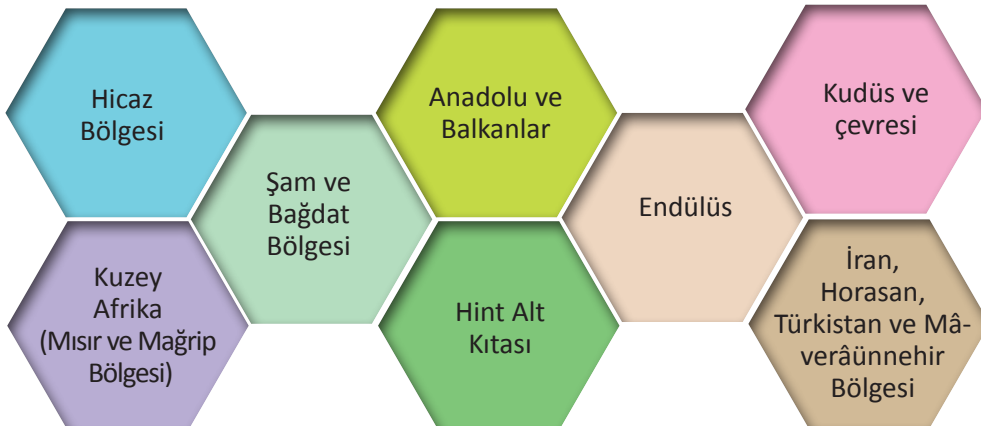 Hicaz
Bölgesi
Anadolu ve
Balkanlar
Kudüs ve
çevresi
Şam ve
Bağdat
Bölgesi
Endülüs
Kuzey
Afrika
(Mısır ve Mağrip
Bölgesi)
Hint Alt
Kıtası
İran,
Horasan,
Türkistan ve Mâ-
verâünnehir
Bölgesi